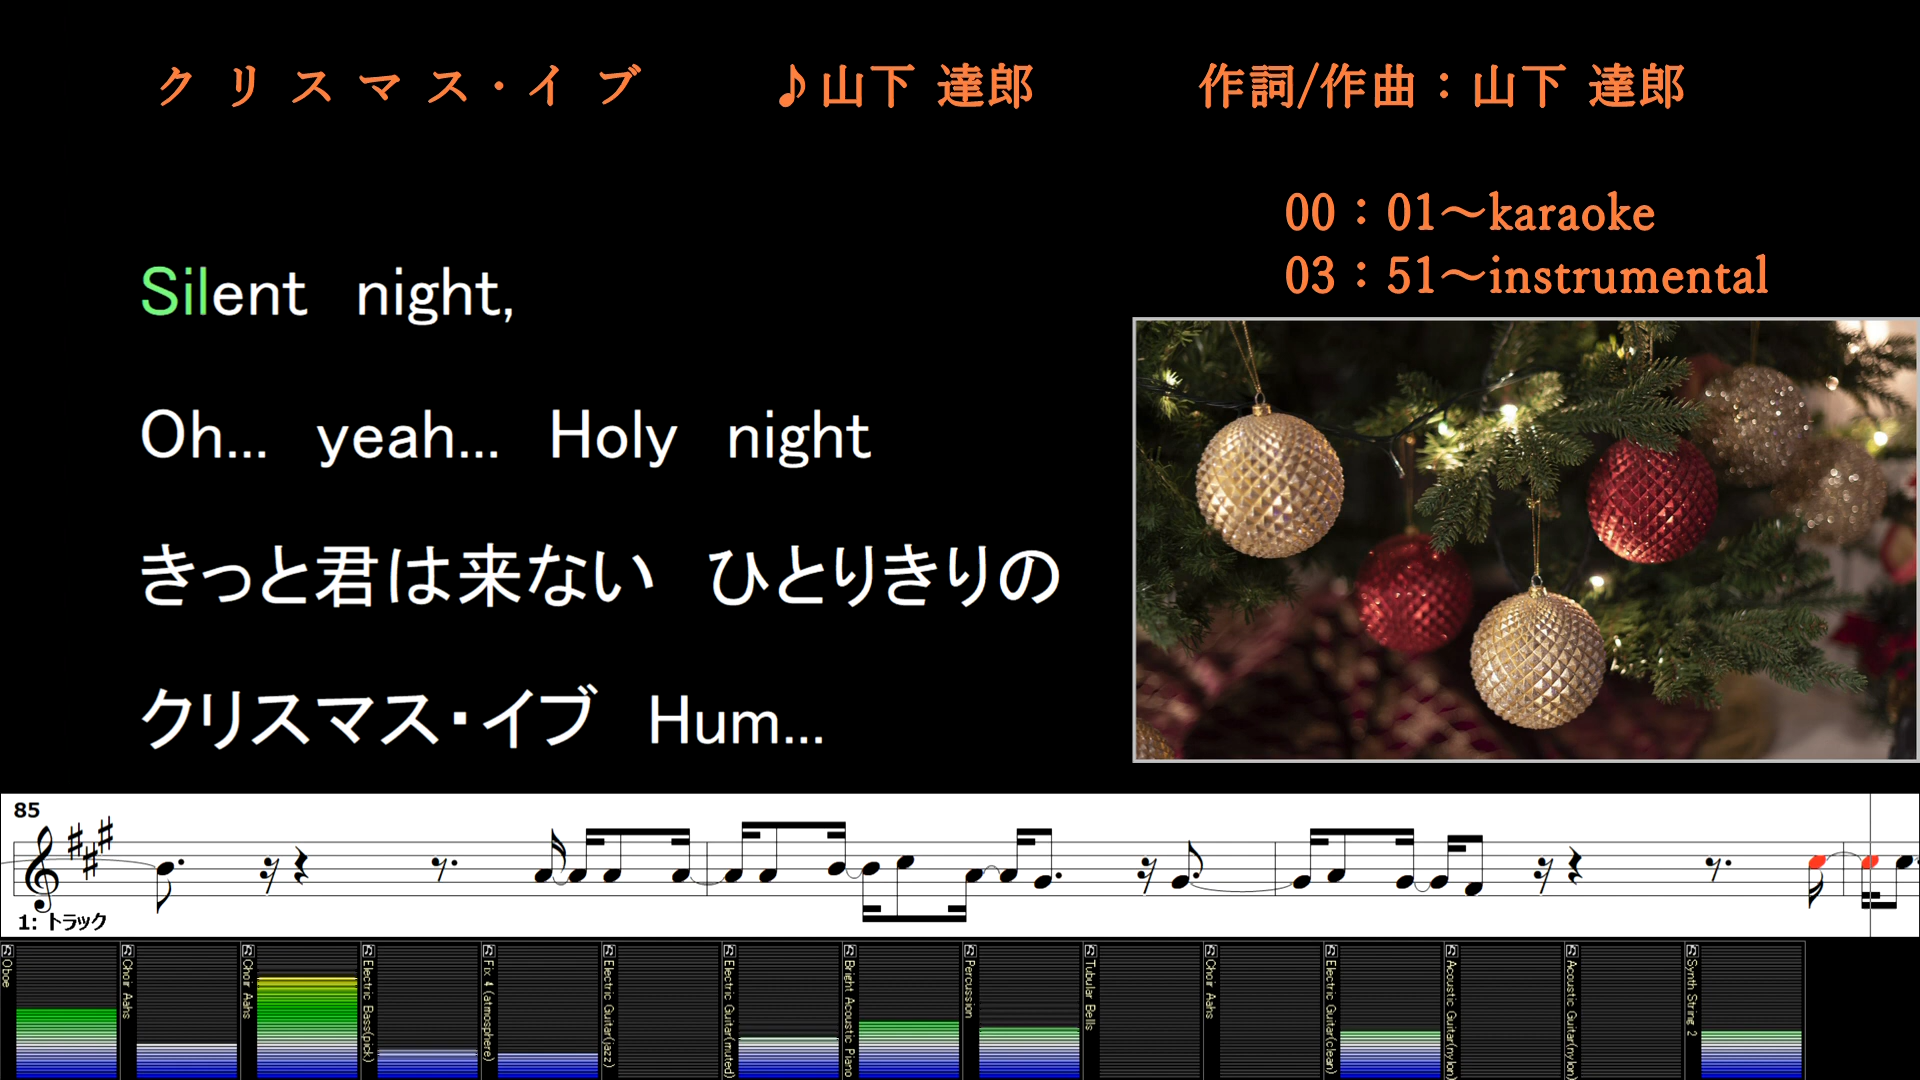 クリスマス・イブ ♪山下 達郎 作詞/作曲：山下 達郎
00：01～karaoke
03：51～instrumental
Silent night,
Oh... yeah... Holy night
きっと君は来ない ひとりきりの
クリスマス・イブ Hum...
85
1: トラック
Oboe
Choir Aahs
Choir Aahs
Electric Bass(pick)
Fix 4 (atmosphere)
Electric Guitar(jazz)
Electric Guitar(muted)
Bright Acoustic Piano
Percussion
Tubular Bells
Choir Aahs
Electric Guitar(clean)
Acoustic Guitar(nylon)
Acoustic Guitar(nylon)
Synth String 2